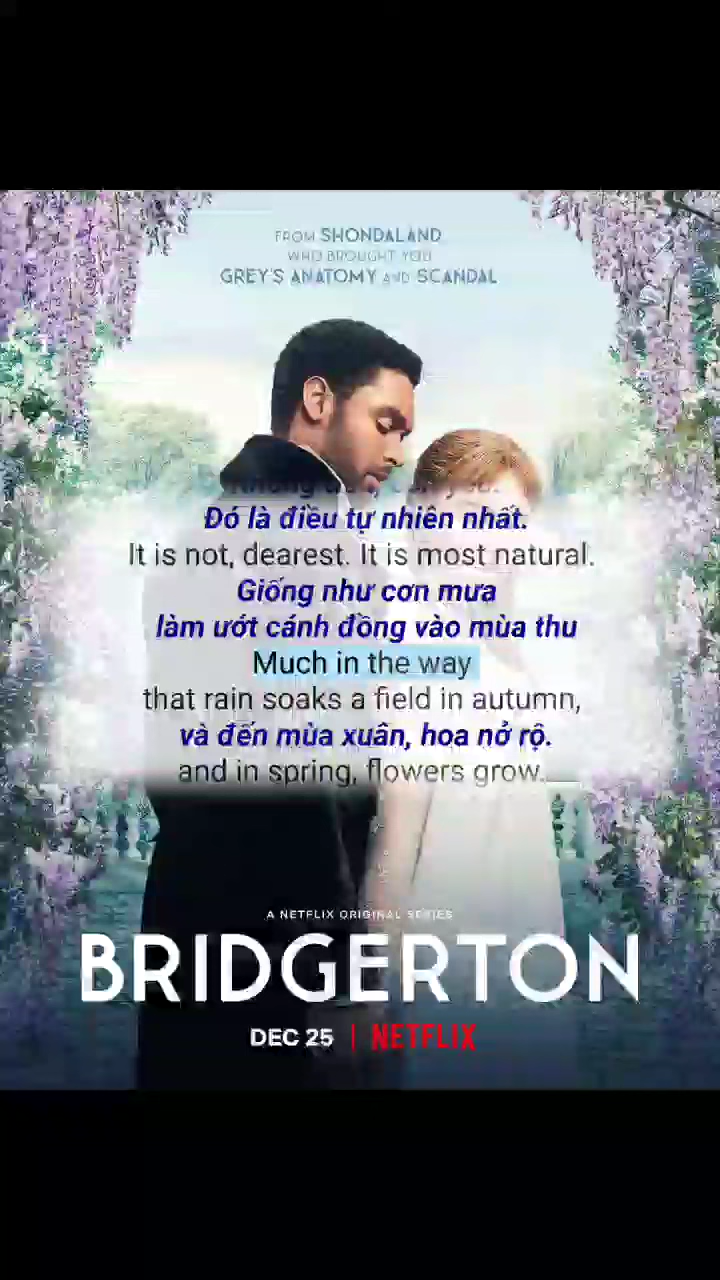 FROM SHONDALAND
WHO BROUGHT YOU
GREY'S ANATOMY AND SCANDAL
Đó là điều tự nhiên nhất.
It is not, dearest. It is most natural.
Giống như cơn mưa
làm ướt cánh đồng vào mùa thu
Much in the way
that rain soaks a field in autumn,
và đến mùa xuân, hoa nở rộ.
and in spring, flowers grow.
A NETFLIX ORIGINAL SERIES
BRIDGERTON
DEC 25 | NETFLIX